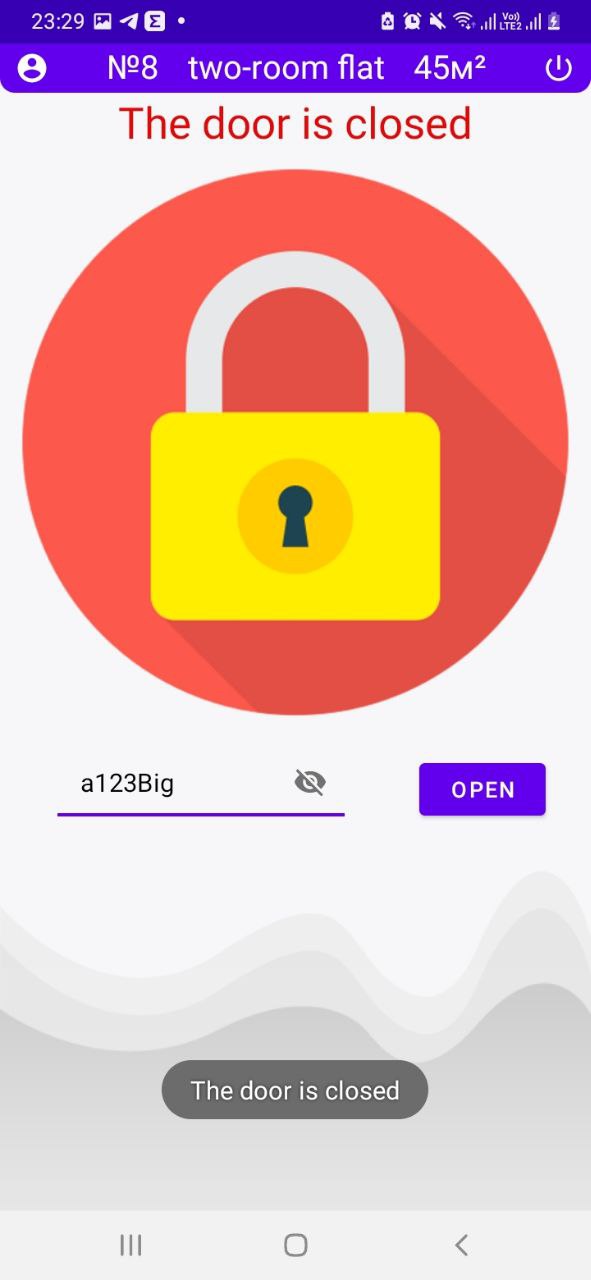 23:29
Vo)) LTE2
№8 two-room flat 45м²
The door is closed
a123Big
OPEN
The door is closed